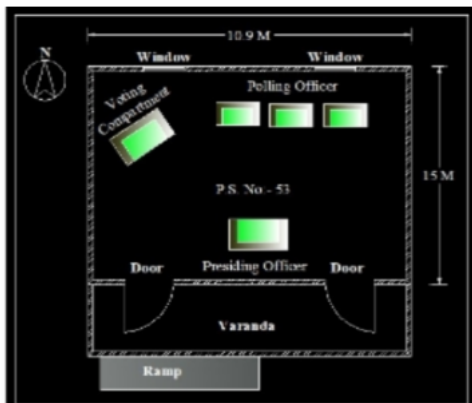 10.9 M
N
Window Window
Voting
Compartment
Polling Officer
15 M
P.S. No - 53
Door Presiding Officer Door
Varanda
Ramp